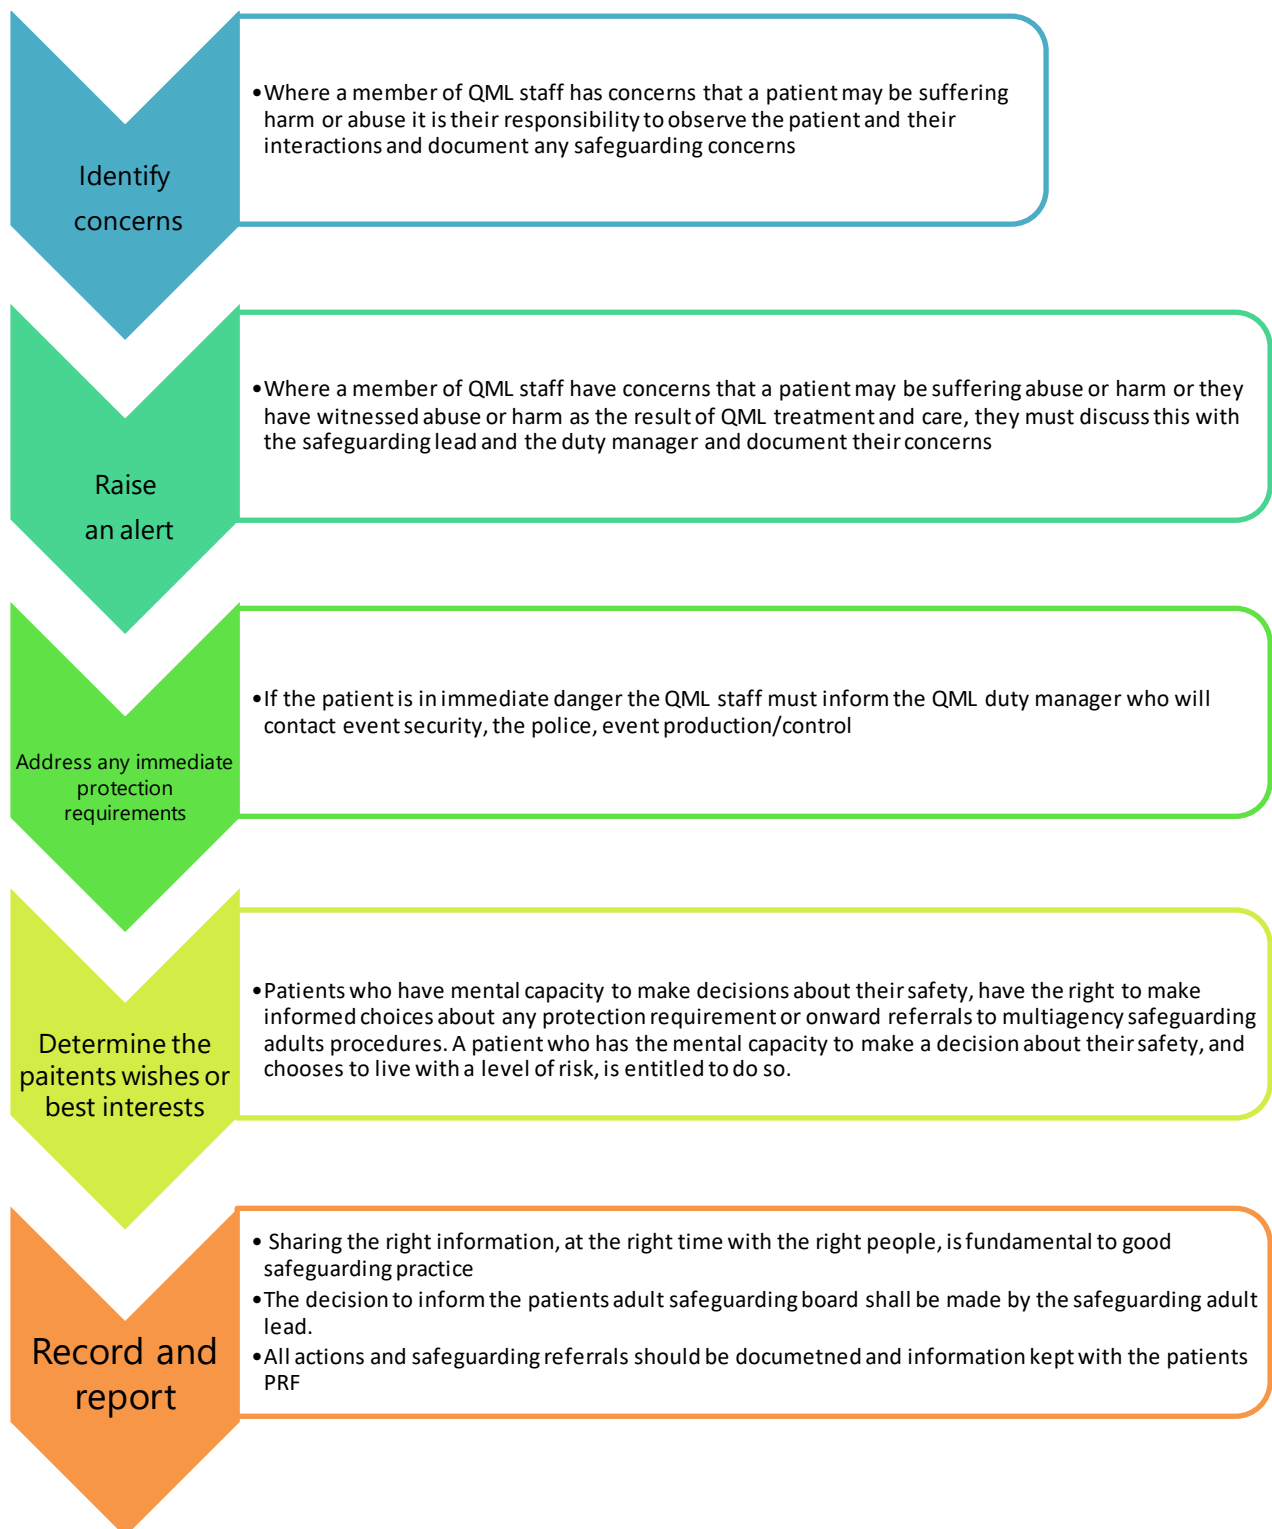 Identify
concerns
•Where a member of QML staff has concerns that a patient may be suffering
harm or abuse it is their responsibility to observe the patient and their
interactions and document any safeguarding concerns
Raise
an alert
•Where a member of QML staff have concerns that a patient may be suffering abuse or harm or they
have witnessed abuse or harm as the result of QML treatment and care, they must discuss this with
the safeguarding lead and the duty manager and document their concerns
Address any immediate
protection
requirements
•If the patient is in immediate danger the QML staff must inform the QML duty manager who will
contact event security, the police, event production/control
Determine the
paitents wishes or
best interests
•Patients who have mental capacity to make decisions about their safety, have the right to make
informed choices about any protection requirement or onward referrals to multiagency safeguarding
adults procedures. A patient who has the mental capacity to make a decision about their safety, and
chooses to live with a level of risk, is entitled to do so.
Record and
report
• Sharing the right information, at the right time with the right people, is fundamental to good
safeguarding practice
•The decision to inform the patients adult safeguarding board shall be made by the safeguarding adult
lead.
•All actions and safeguarding referrals should be documetned and information kept with the patients
PRF